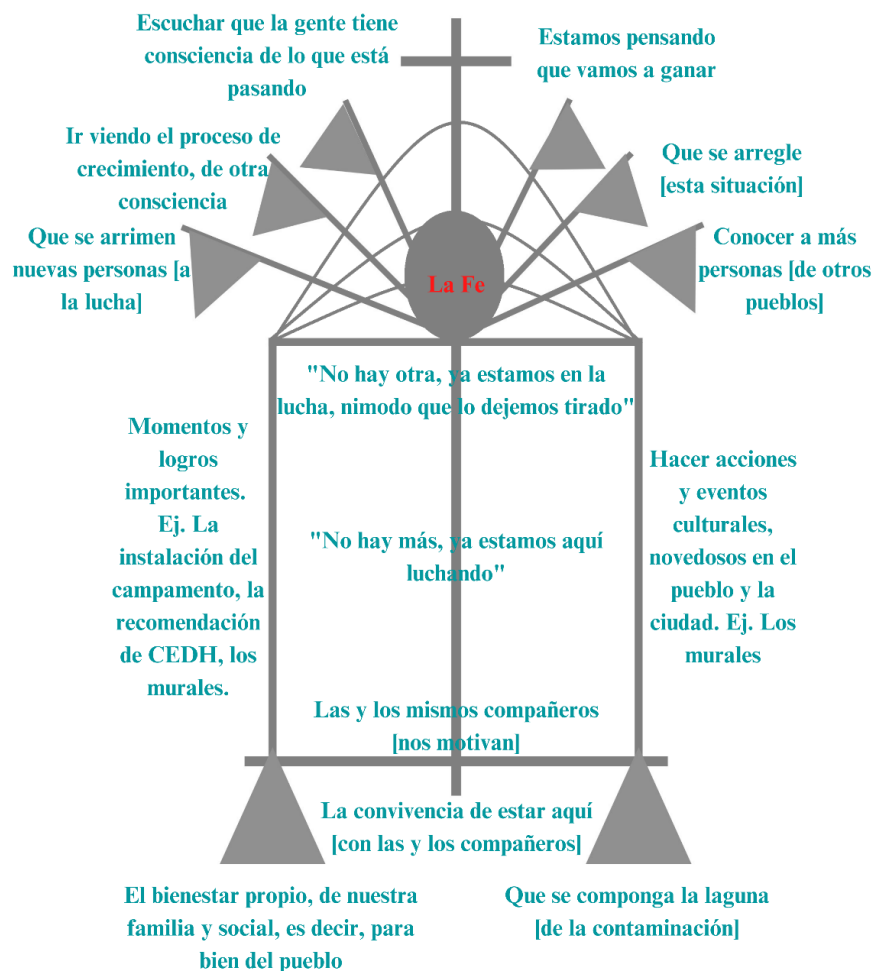 Escuchar que la gente tiene
consciencia de lo que está
pasando
Estamos pensando
que vamos a ganar
Ir viendo el proceso de
crecimiento, de otra
consciencia
Que se arregle
[esta situación]
Que se arrimen
nuevas personas [a
la lucha]
Conocer a más
personas [de otros
pueblos]
La Fe
"No hay otra, ya estamos en la
lucha, nimodo que lo dejemos tirado"
Momentos y
logros
importantes.
Ej. La
instalación del
campamento, la
recomendación
de CEDH, los
murales.
"No hay más, ya estamos aquí
luchando"
Hacer acciones
y eventos
culturales,
novedosos en el
pueblo y la
ciudad. Ej. Los
murales
Las y los mismos compañeros
[nos motivan]
La convivencia de estar aquí
[con las y los compañeros]
El bienestar propio, de nuestra
familia y social, es decir, para
bien del pueblo
Que se componga la laguna
[de la contaminación]